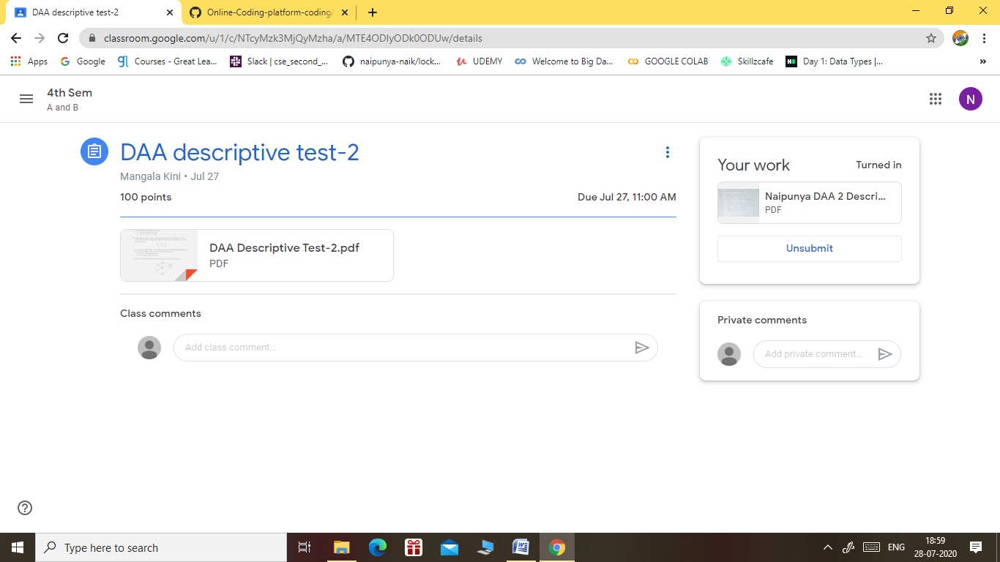 DAA descriptive test-2
Online-Coding-platform-coding/
classroom.google.com/u/1/c/NTcyMzk3MjQyMzha/a/MTE4ODIyODk0ODUw/details
Apps
Google
Courses - Great Lea...
Slack | cse_second_...
naipunya-naik/lock...
UDEMY
Welcome to Big Da...
GOOGLE COLAB
Skillzcafe
Day 1: Data Types |...
4th Sem
A and B
N
DAA descriptive test-2
Mangala Kini • Jul 27
100 points
Due Jul 27, 11:00 AM
DAA Descriptive Test-2.pdf
PDF
Class comments
Add class comment...
Your work
Turned in
Naipunya DAA 2 Descri...
PDF
Unsubmit
Private comments
Add private comment...
Type here to search
ENG
18:59
28-07-2020